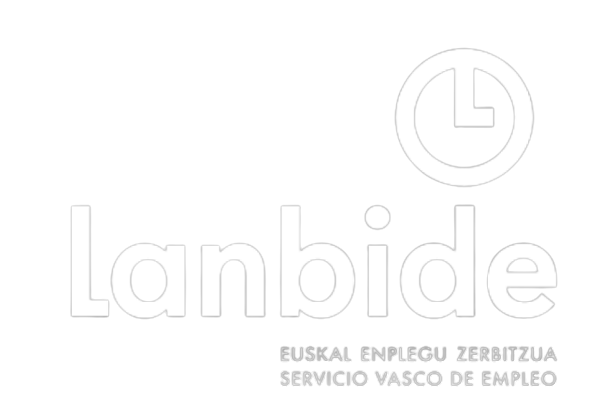 Lanbide
EUSKAL ENPLEGU ZERBITZUA
SERVICIO VASCO DE EMPLEO